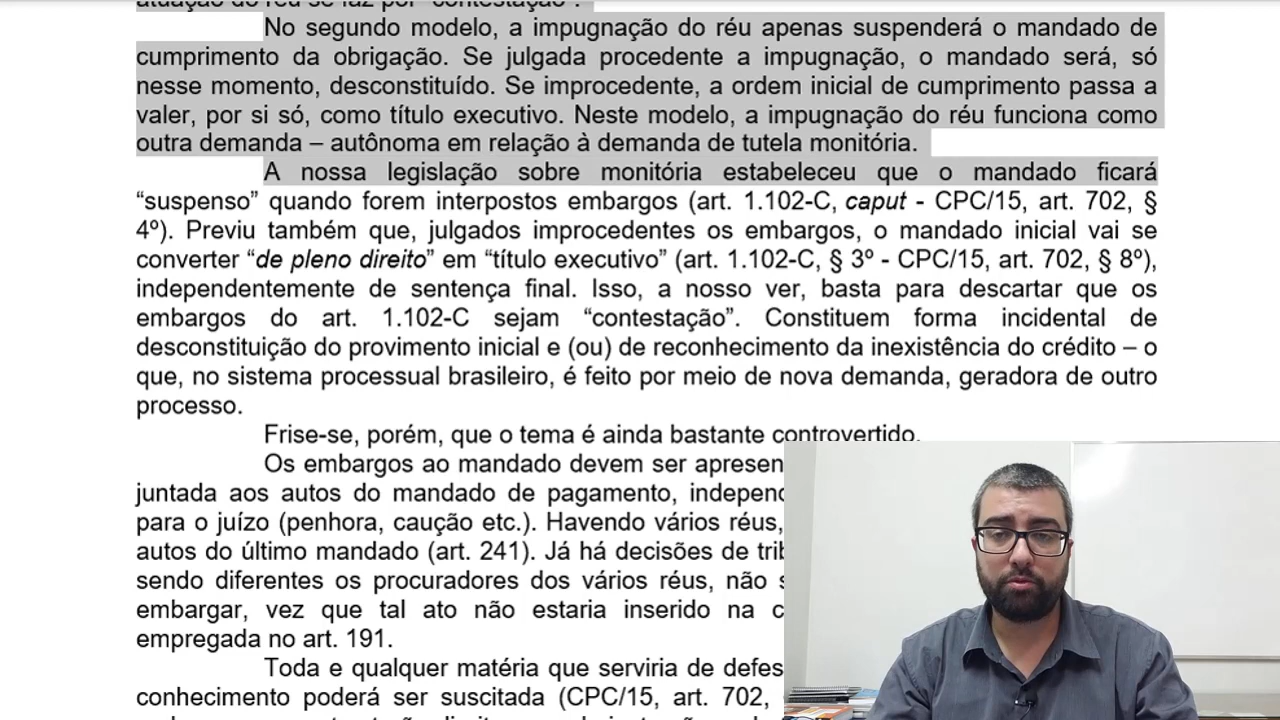 atuação do réu se faz por "contestação".
No segundo modelo, a impugnação do réu apenas suspenderá o mandado de
cumprimento da obrigação. Se julgada procedente a impugnação, o mandado será, só
nesse momento, desconstituído. Se improcedente, a ordem inicial de cumprimento passa a
valer, por si só, como título executivo. Neste modelo, a impugnação do réu funciona como
outra demanda – autônoma em relação à demanda de tutela monitória.
A nossa legislação sobre monitória estabeleceu que o mandado ficará
“suspenso” quando forem interpostos embargos (art. 1.102-C, caput - CPC/15, art. 702, §
4º). Previu também que, julgados improcedentes os embargos, o mandado inicial vai se
converter “de pleno direito” em “título executivo” (art. 1.102-C, § 3º - CPC/15, art. 702, § 8º),
independentemente de sentença final. Isso, a nosso ver, basta para descartar que os
embargos do art. 1.102-C sejam “contestação”. Constituem forma incidental de
desconstituição do provimento inicial e (ou) de reconhecimento da inexistência do crédito – o
que, no sistema processual brasileiro, é feito por meio de nova demanda, geradora de outro
processo.
Frise-se, porém, que o tema é ainda bastante controvertido.
Os embargos ao mandado devem ser apresen
juntada aos autos do mandado de pagamento, independ
para o juízo (penhora, caução etc.). Havendo vários réus,
autos do último mandado (art. 241). Já há decisões de trib
sendo diferentes os procuradores dos vários réus, não s
embargar, vez que tal ato não estaria inserido na c
empregada no art. 191.
Toda e qualquer matéria que serviria de defes
conhecimento poderá ser suscitada (CPC/15, art. 702,